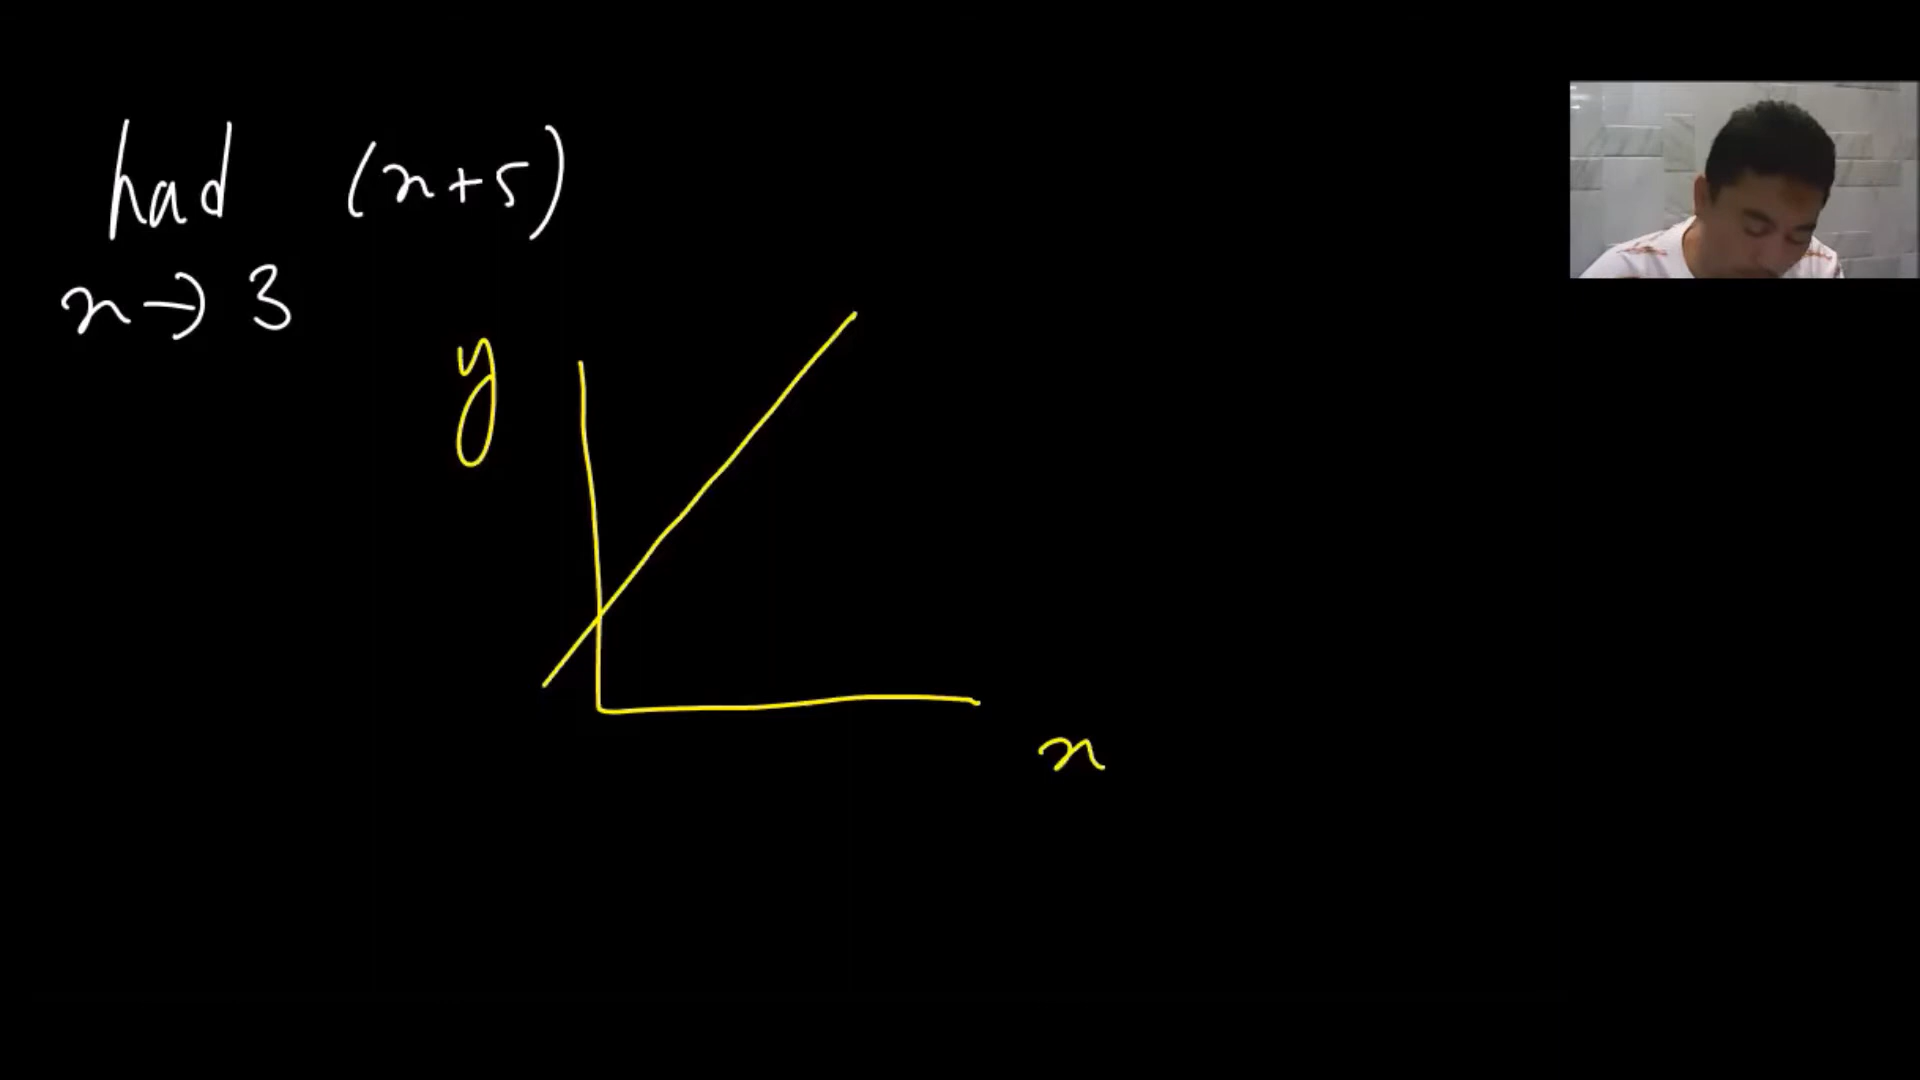 had (x+5)
x→3
y
x